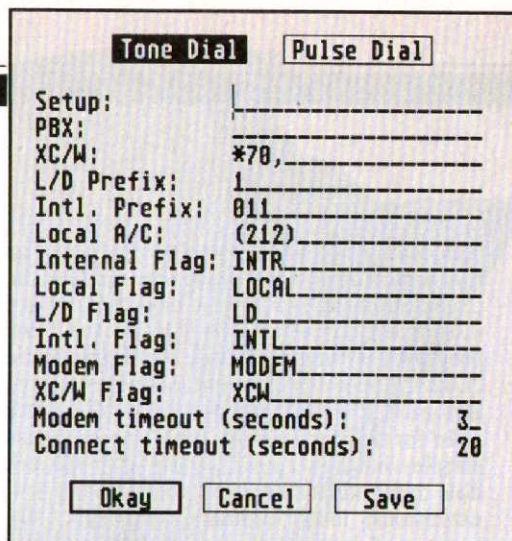 Tone Dial Pulse Dial
Setup:
PBX:
XC/W: *70,
L/D Prefix: 1
Intl. Prefix: 011
Local A/C: (212)
Internal Flag: INTR
Local Flag: LOCAL
L/D Flag: LD
Intl. Flag: INTL
Modem Flag: MODEM
XC/W Flag: XCW
Modem timeout (seconds): 3
Connect timeout (seconds): 20
Okay Cancel Save